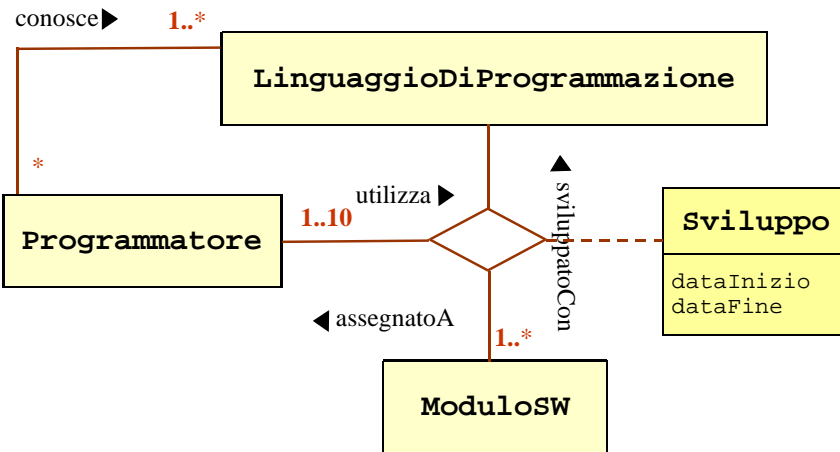 conosce
1..*
LinguaggioDiProgrammazione
*
utilizza
sviluppatoCon
1..10
Programmatore
Sviluppo
dataInizio
dataFine
assegnatoA
1..*
ModuloSW